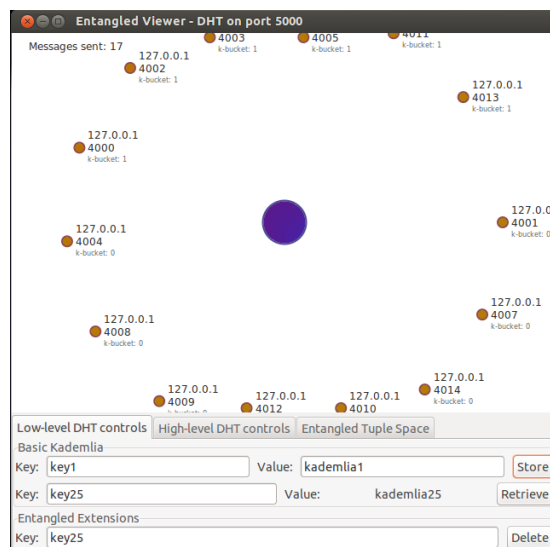 Entangled Viewer - DHT on port 5000
Messages sent: 17
4003
k-bucket: 1
4005
k-bucket: 1
4011
k-bucket: 1
127.0.0.1
4002
k-bucket: 1
127.0.0.1
4013
k-bucket: 1
127.0.0.1
4000
k-bucket: 1
127.0.0.1
4004
k-bucket: 0
127.0.0.
4001
k-bucket: 0
127.0.0.1
4008
k-bucket: 0
127.0.0.1
4007
k-bucket: 0
127.0.0.1
4009
127.0.0.1
4012
127.0.0.1
4010
127.0.0.1
4014
k-bucket: 0
Low-level DHT controls High-level DHT controls Entangled Tuple Space
Basic Kademlia
Key: key1 Value: kademlia1 Store
Key: key25 Value: kademlia25 Retrieve
Entangled Extensions
Key: key25 Delete